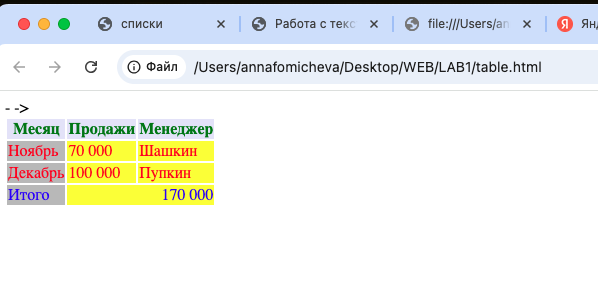 списки
Работа с текс
file:///Users/an
Янд
Файл /Users/annafomicheva/Desktop/WEB/LAB1/table.html
- -->
Месяц Продажи Менеджер
Ноябрь 70 000 Шашкин
Декабрь 100 000 Пупкин
Итого 170 000